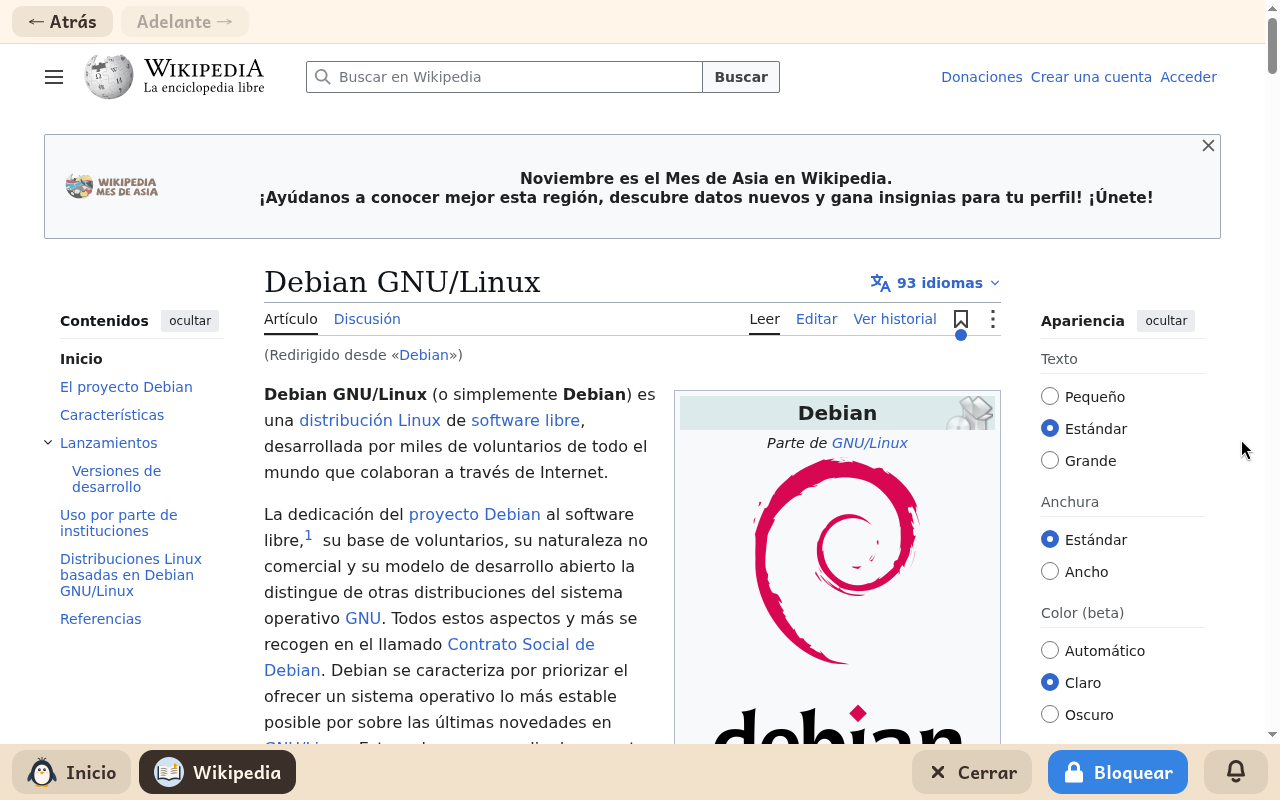 ← Atrás
Adelante →
WIKIPEDIA
La enciclopedia libre
Buscar en Wikipedia
Buscar
Donaciones
Crear una cuenta
Acceder
WIKIPEDIA
MES DE ASIA
Noviembre es el Mes de Asia en Wikipedia.
¡Ayúdanos a conocer mejor esta región, descubre datos nuevos y gana insignias para tu perfil! ¡Únete!
Contenidos
ocultar
Inicio
El proyecto Debian
Características
Lanzamientos
Versiones de
desarrollo
Uso por parte de
instituciones
Distribuciones Linux
basadas en Debian
GNU/Linux
Referencias
Debian GNU/Linux
93 idiomas
Artículo
Discusión
Leer
Editar
Ver historial
(Redirigido desde «Debian»)
Debian GNU/Linux (o simplemente Debian) es
una distribución Linux de software libre,
desarrollada por miles de voluntarios de todo el
mundo que colaboran a través de Internet.
La dedicación del proyecto Debian al software
libre,1 su base de voluntarios, su naturaleza no
comercial y su modelo de desarrollo abierto la
distingue de otras distribuciones del sistema
operativo GNU. Todos estos aspectos y más se
recogen en el llamado Contrato Social de
Debian. Debian se caracteriza por priorizar el
ofrecer un sistema operativo lo más estable
posible por sobre las últimas novedades en
Debian
Parte de GNU/Linux
debian
Apariencia
ocultar
Texto
Pequeño
Estándar
Grande
Anchura
Estándar
Ancho
Color (beta)
Automático
Claro
Oscuro
Inicio
Wikipedia
Cerrar
Bloquear